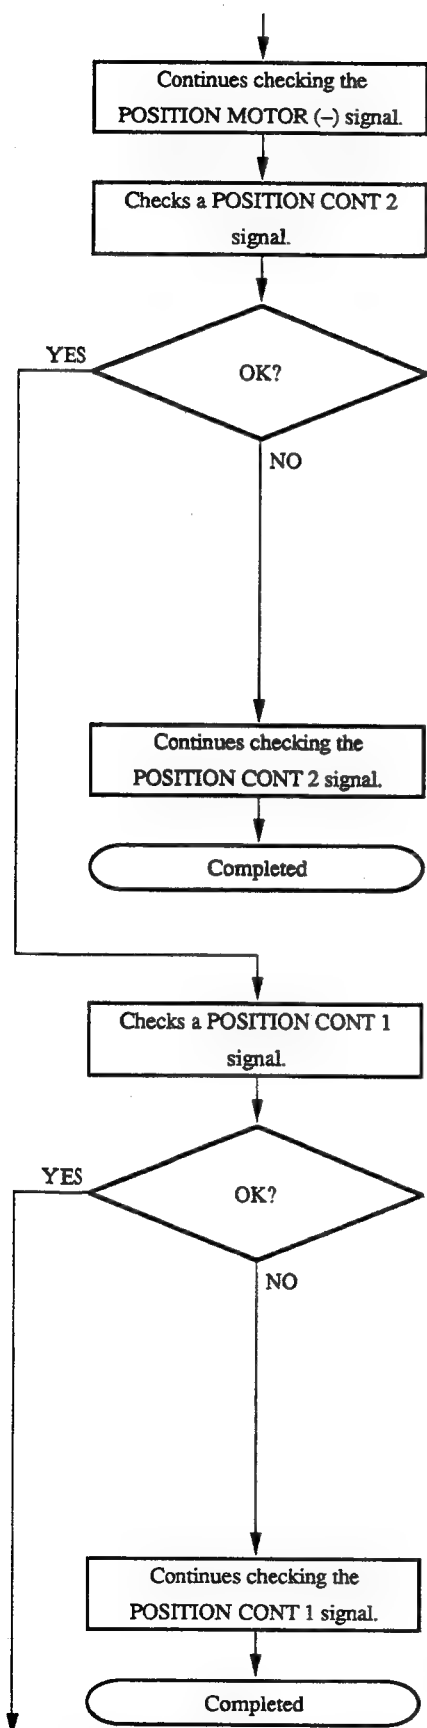 Continues checking the
POSITION MOTOR (–) signal.
Checks a POSITION CONT 2
signal.
YES
OK?
NO
Continues checking the
POSITION CONT 2 signal.
Completed
Checks a POSITION CONT 1
signal.
YES
OK?
NO
Continues checking the
POSITION CONT 1 signal.
Completed